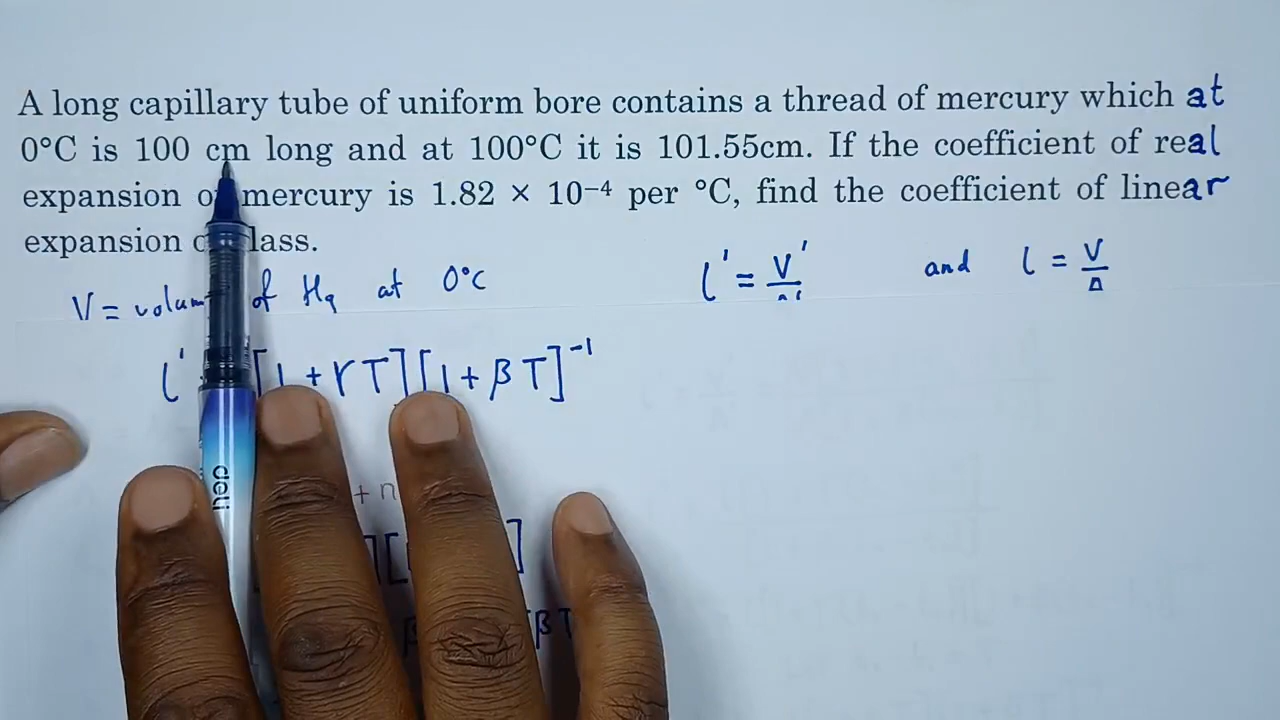 A long capillary tube of uniform bore contains a thread of mercury which at
0°C is 100 cm long and at 100°C it is 101.55cm. If the coefficient of real
expansion mercury is 1.82 × 10⁻⁴ per °C, find the coefficient of linear
expansion
V = of Hg at 0°C
l' = V' and l = V/A
l' [1 + γT][1 + βT]⁻¹
deli
+ n
][ ]
βT